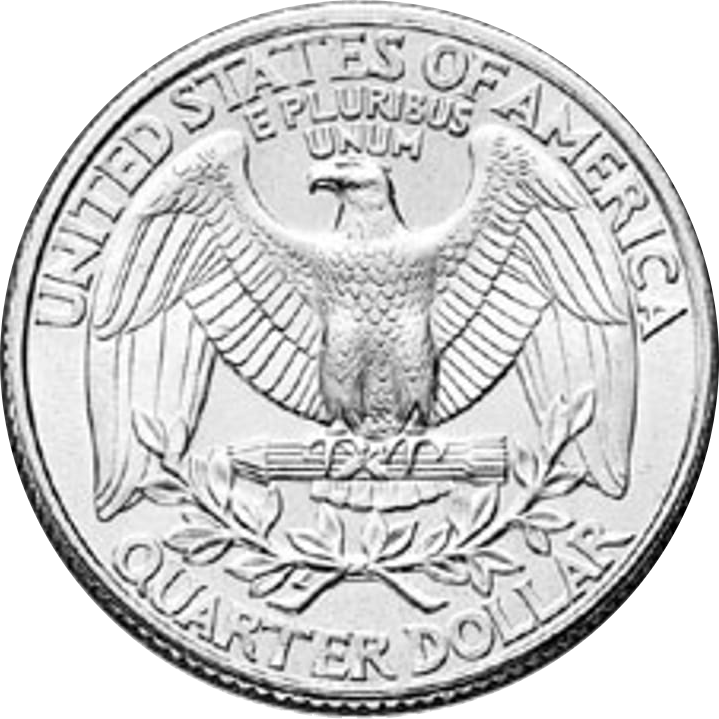 UNITED STATES OF AMERICA
E PLURIBUS
UNUM
QUARTER DOLLAR